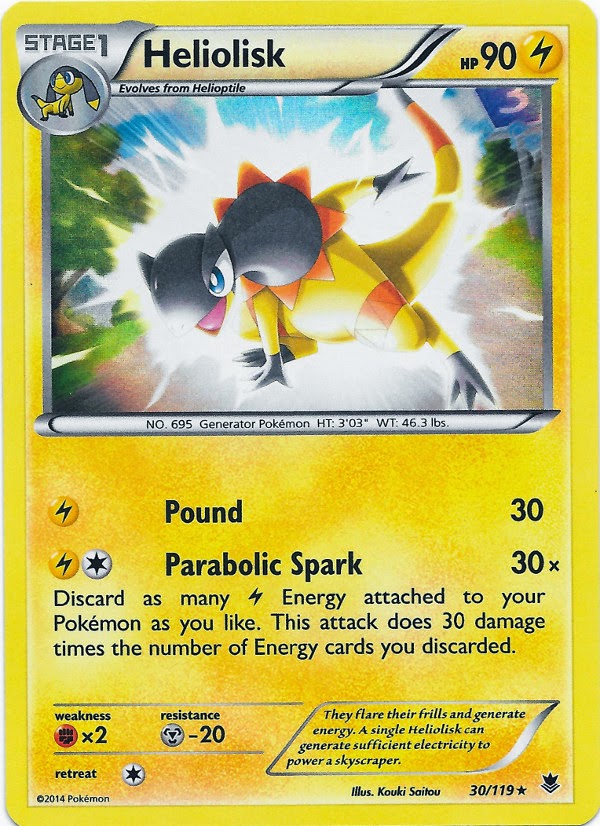 STAGE1
Heliolisk
HP 90
Evolves from Helioptile
NO. 695 Generator Pokémon HT: 3'03" WT: 46.3 lbs.
Pound 30
Parabolic Spark 30×
Discard as many Energy attached to your
Pokémon as you like. This attack does 30 damage
times the number of Energy cards you discarded.
weakness
×2
resistance
-20
retreat
They flare their frills and generate
energy. A single Heliolisk can
generate sufficient electricity to
power a skyscraper.
©2014 Pokémon
Illus. Kouki Saitou
30/119★